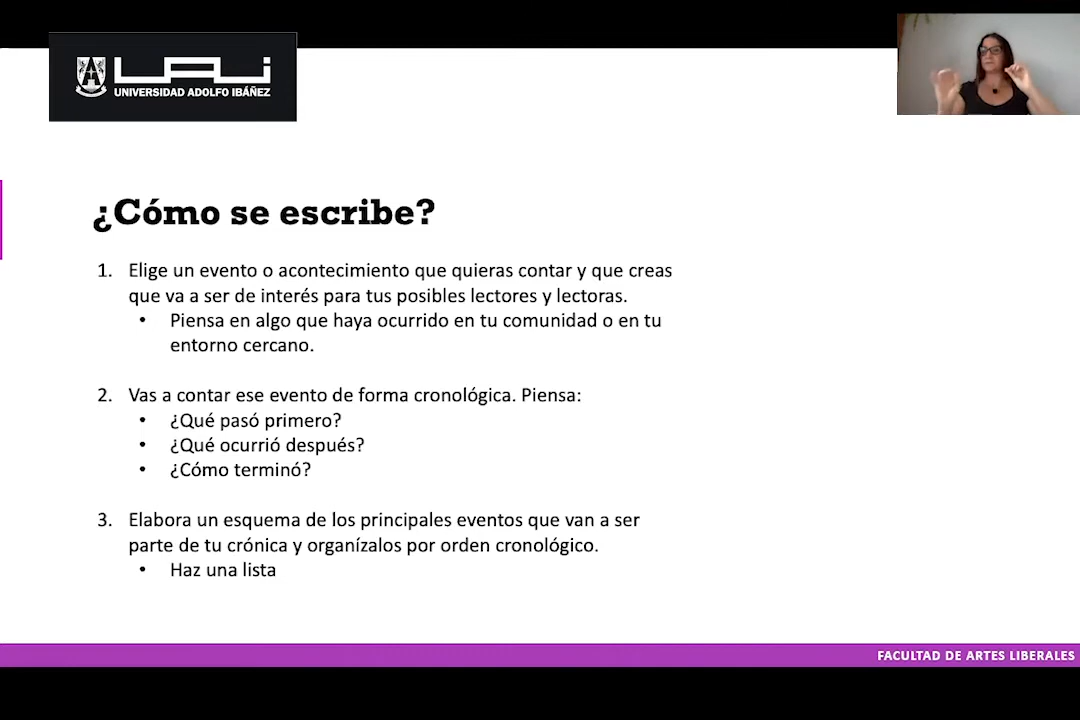 UAI
UNIVERSIDAD ADOLFO IBÁÑEZ
¿Cómo se escribe?
1. Elige un evento o acontecimiento que quieras contar y que creas
que va a ser de interés para tus posibles lectores y lectoras.
• Piensa en algo que haya ocurrido en tu comunidad o en tu
entorno cercano.
2. Vas a contar ese evento de forma cronológica. Piensa:
• ¿Qué pasó primero?
• ¿Qué ocurrió después?
• ¿Cómo terminó?
3. Elabora un esquema de los principales eventos que van a ser
parte de tu crónica y organízalos por orden cronológico.
• Haz una lista
FACULTAD DE ARTES LIBERALES